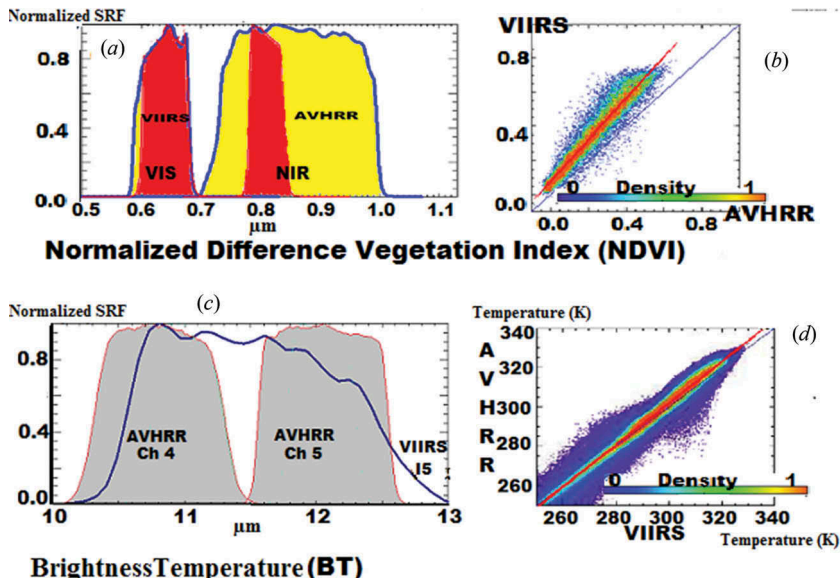 Normalized SRF
(a)
0.8
0.4
0.0
VIIRS
VIS
AVHRR
NIR
0.5 0.6 0.7 0.8 0.9 1.0 1.1
µm
VIIRS
0.8
0.4
0.0
(b)
0 Density 1
0.0 0.4 0.8
AVHRR
Normalized Difference Vegetation Index (NDVI)
Normalized SRF
(c)
0.8
0.4
0.0
AVHRR
Ch 4
AVHRR
Ch 5
VIIRS
I5
10 11 12 13
µm
BrightnessTemperature (BT)
Temperature (K)
340
320
300
280
260
AVHRR
(d)
0 Density 1
260 280 300 320 340
VIIRS
Temperature (K)